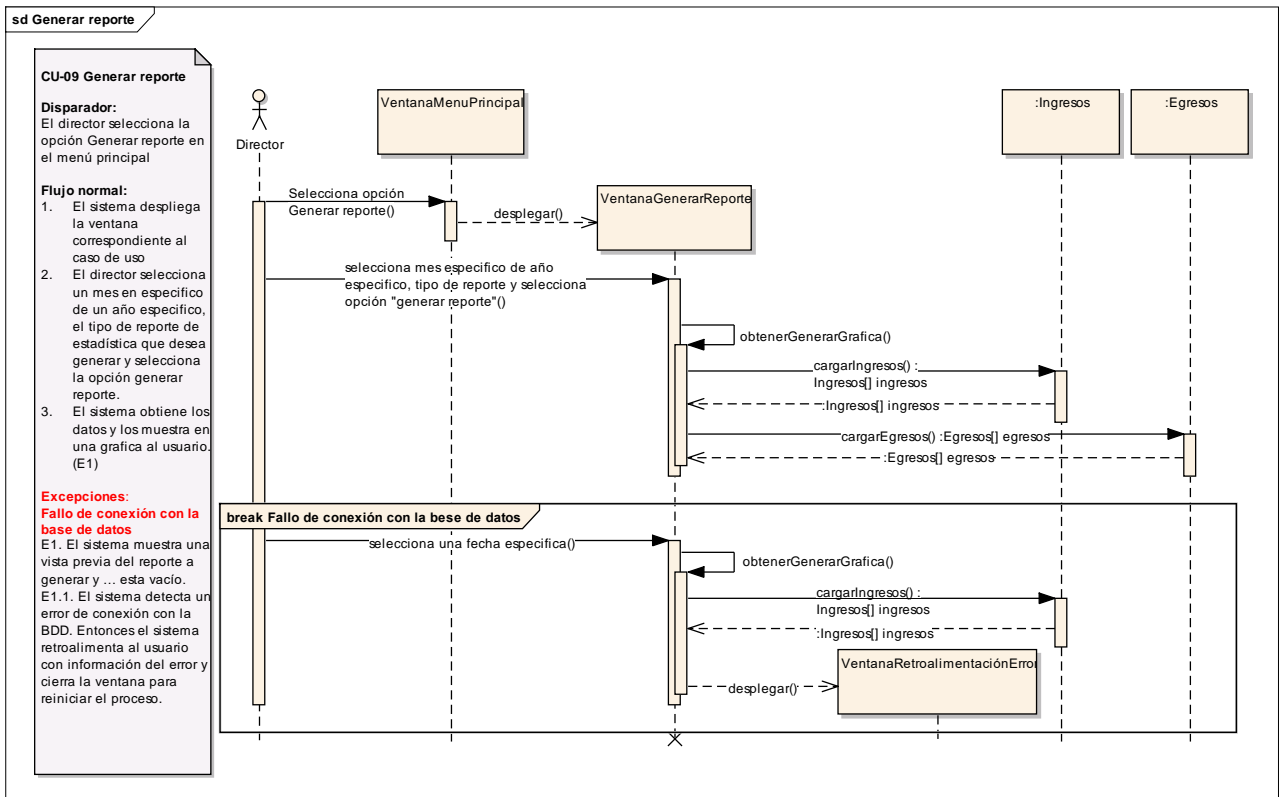 sd Generar reporte
CU-09 Generar reporte
Disparador:
El director selecciona la
opción Generar reporte en
el menú principal
Flujo normal:
1. El sistema despliega
la ventana
correspondiente al
caso de uso
2. El director selecciona
un mes en especifico
de un año especifico,
el tipo de reporte de
estadística que desea
generar y selecciona
la opción generar
reporte.
3. El sistema obtiene los
datos y los muestra en
una grafica al usuario.
(E1)
Excepciones:
Fallo de conexión con la
base de datos
E1. El sistema muestra una
vista previa del reporte a
generar y … esta vacío.
E1.1. El sistema detecta un
error de conexión con la
BDD. Entonces el sistema
retroalimenta al usuario
con información del error y
cierra la ventana para
reiniciar el proceso.
Director
VentanaMenuPrincipal
:Ingresos
:Egresos
Selecciona opción
Generar reporte()
desplegar()
VentanaGenerarReporte
selecciona mes especifico de año
especifico, tipo de reporte y selecciona
opción "generar reporte"()
obtenerGenerarGrafica()
cargarIngresos() :
Ingresos[] ingresos
:Ingresos[] ingresos
cargarEgresos() :Egresos[] egresos
:Egresos[] egresos
break Fallo de conexión con la bese de datos
selecciona una fecha especifica()
obtenerGenerarGrafica()
cargarIngresos() :
Ingresos[] ingresos
:Ingresos[] ingresos
VentanaRetroalimentaciónError
desplegar()